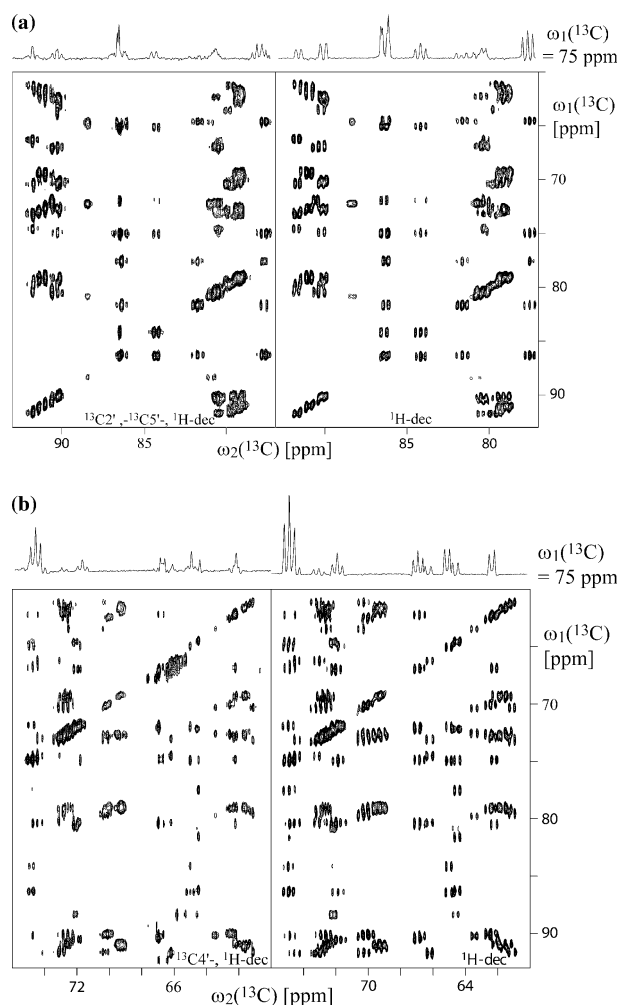 (a)
ω₁(¹³C)
= 75 ppm
ω₁(¹³C)
[ppm]
70
80
90
¹³C2' ,-¹³C5'-, ¹H-dec
¹H-dec
90
85
85
80
ω₂(¹³C) [ppm]
(b)
ω₁(¹³C)
= 75 ppm
ω₁(¹³C)
[ppm]
70
80
90
¹³C4'-, ¹H-dec
¹H-dec
72
66
70
64
ω₂(¹³C) [ppm]